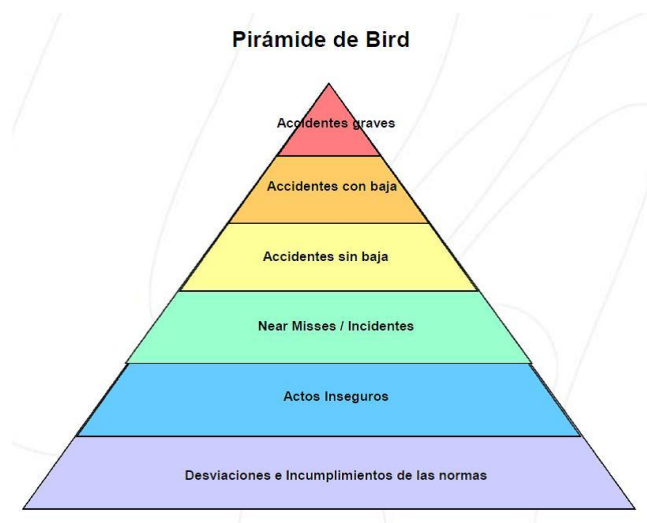 Pirámide de Bird
Accidentes graves
Accidentes con baja
Accidentes sin baja
Near Misses / Incidentes
Actos Inseguros
Desviaciones e Incumplimientos de las normas